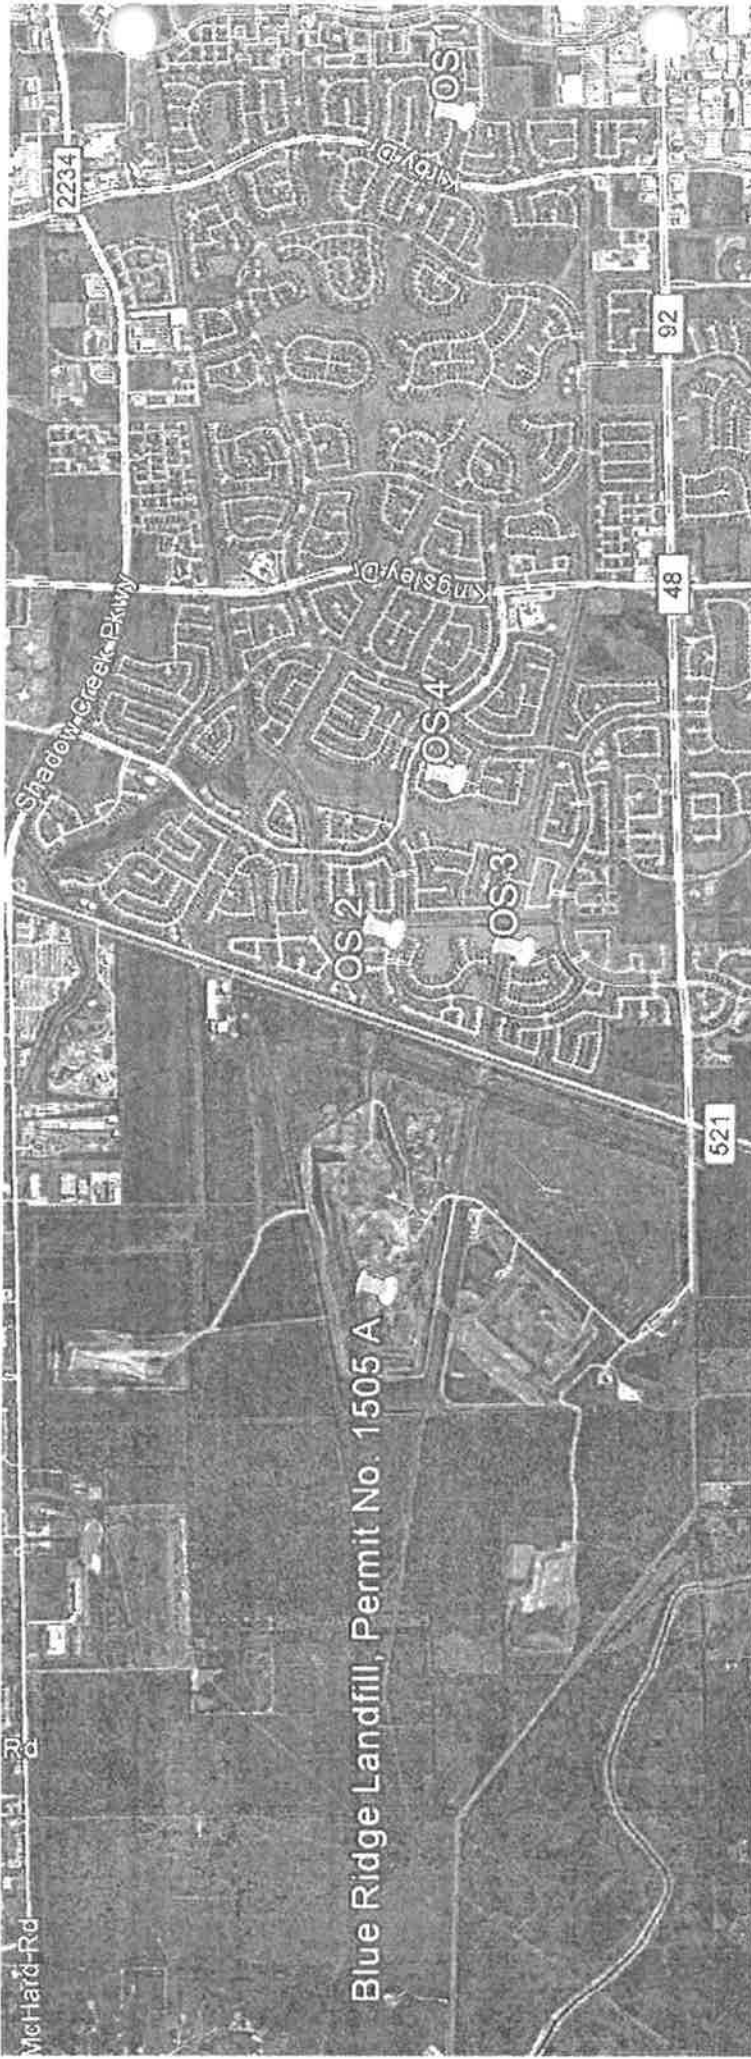 2234
OS 1
Kirby-Dr
92
Shadow-Creek-Pkwy
Kingsley-Dr
48
OS 4
OS 2
OS 3
521
Blue Ridge Landfill, Permit No. 1505 A
McHard-Rd